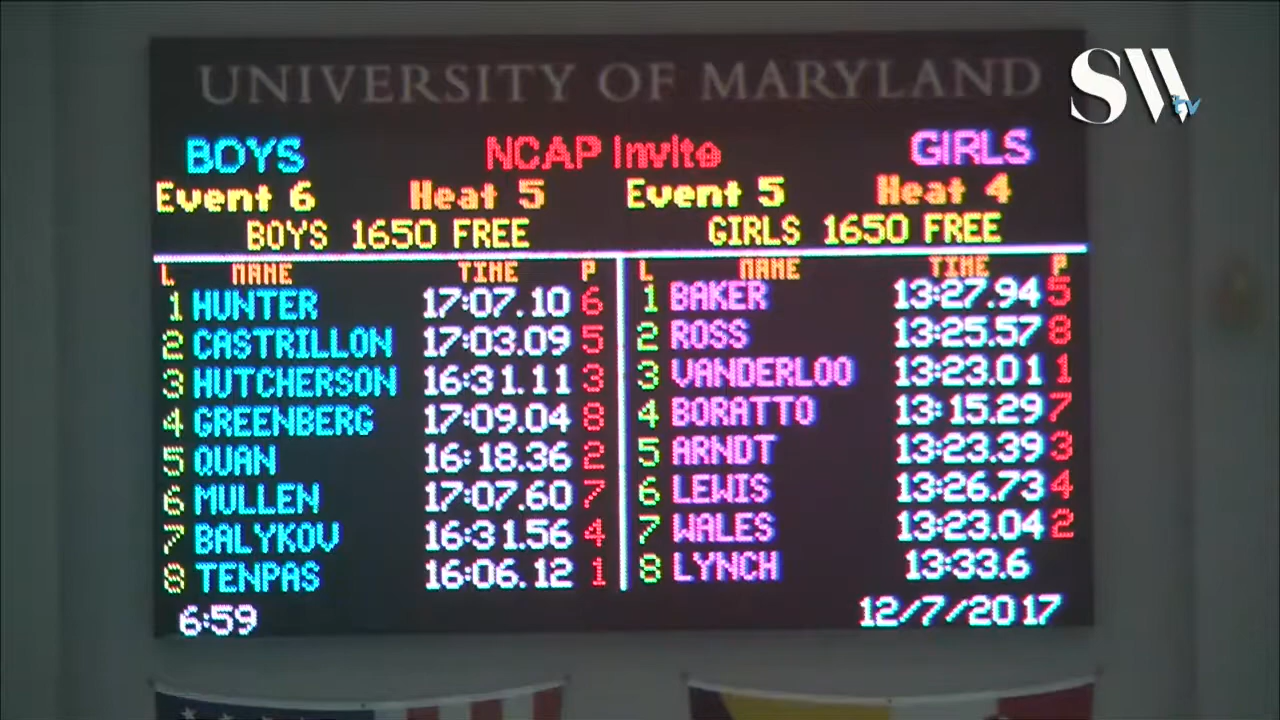 UNIVERSITY OF MARYLAND
SW
tv
BOYS NCAP Invite GIRLS
Event 6 Heat 5 Event 5 Heat 4
BOYS 1650 FREE GIRLS 1650 FREE
L NAME TIME P L NAME TIME P
1 HUNTER 17:07.10 6 1 BAKER 13:27.94 5
2 CASTRILLON 17:03.09 5 2 ROSS 13:25.57 8
3 HUTCHERSON 16:31.11 3 3 VANDERLOO 13:23.01 1
4 GREENBERG 17:09.04 8 4 BORATTO 13:15.29 7
5 QUAN 16:18.36 2 5 ARNDT 13:23.39 3
6 MULLEN 17:07.60 7 6 LEWIS 13:26.73 4
7 BALYKOV 16:31.56 4 7 WALES 13:23.04 2
8 TENPAS 16:06.12 1 8 LYNCH 13:33.6
6:59 12/7/2017